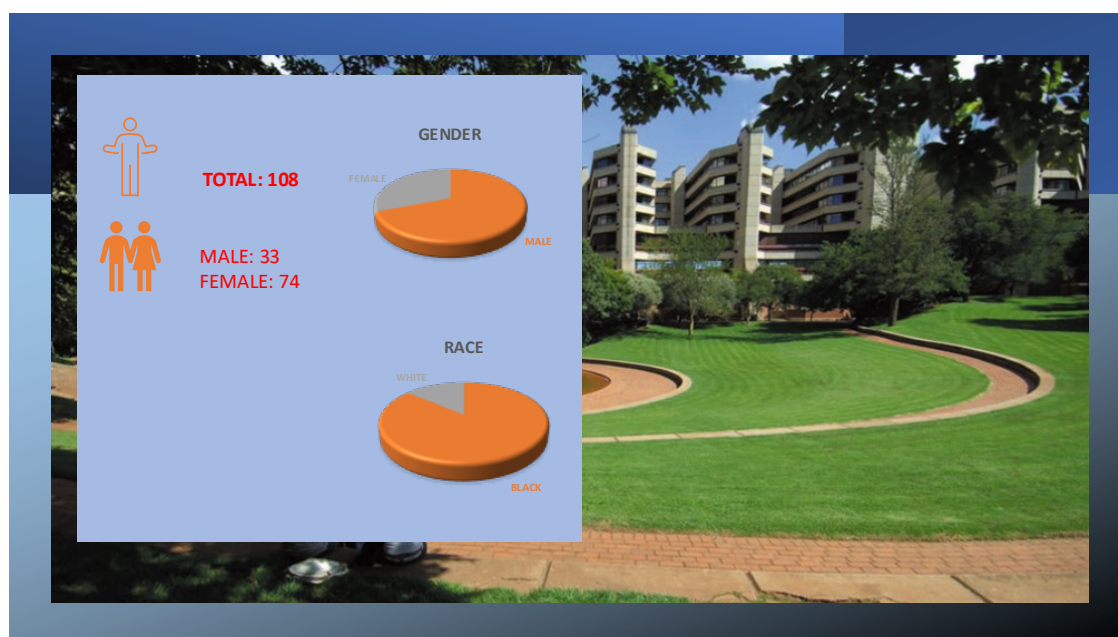 TOTAL: 108
MALE: 33
FEMALE: 74
GENDER
FEMALE
MALE
RACE
WHITE
BLACK